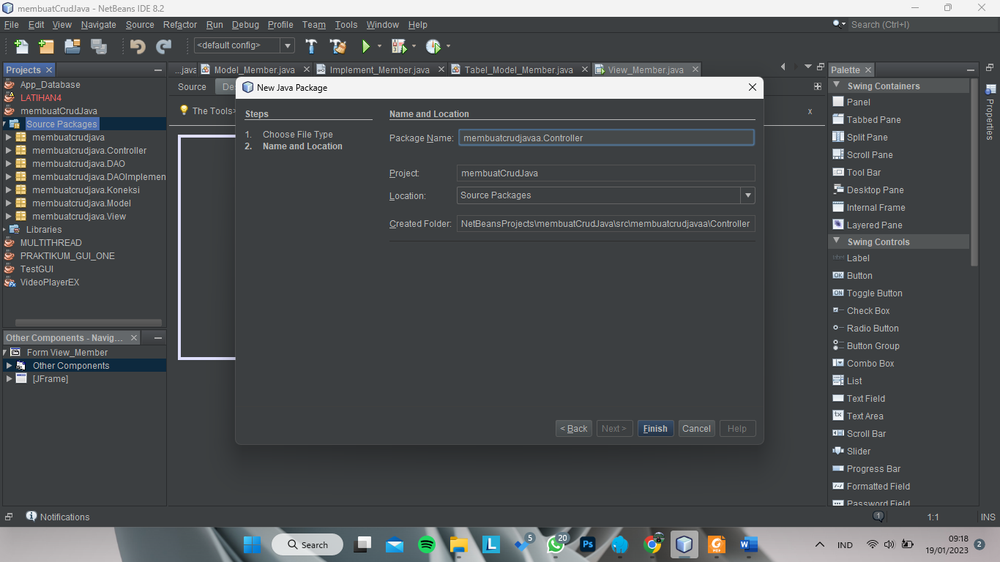 membuatCrudJava - NetBeans IDE 8.2
File Edit View Navigate Source Refactor Run Debug Profile Team Tools Window Help
Search (Ctrl+I)
<default config>
Projects
App_Database
LATIHAN4
membuatCrudJava
Source Packages
membuatcrudjava
membuatcrudjava.Controller
membuatcrudjava.DAO
membuatcrudjava.DAOImplemen
membuatcrudjava.Koneksi
membuatcrudjava.Model
membuatcrudjava.View
Libraries
MULTITHREAD
PRAKTIKUM_GUI_ONE
TestGUI
VideoPlayerEX
Other Components - Navig...
Form View_Member
Other Components
[JFrame]
...java Model_Member.java Implement_Member.java Tabel_Model_Member.java View_Member.java
Source De
The Tools>
x
New Java Package
Steps
1. Choose File Type
2. Name and Location
Name and Location
Package Name: membuatcrudjavaa.Controller
Project: membuatCrudJava
Location: Source Packages
Created Folder: NetBeansProjects\membuatCrudJava\src\membuatcrudjavaa\Controller
< Back Next > Finish Cancel Help
Palette
Swing Containers
Panel
Tabbed Pane
Split Pane
Scroll Pane
Tool Bar
Desktop Pane
Internal Frame
Layered Pane
Swing Controls
label Label
OK Button
ON Toggle Button
Check Box
Radio Button
Button Group
Combo Box
List
Text Field
tx Text Area
Scroll Bar
Slider
Progress Bar
Formatted Field
Password Field
Properties
Notifications
1
1:1
INS
Search
L
5
20
Ps
PDF
W
IND
09:18
19/01/2023
2